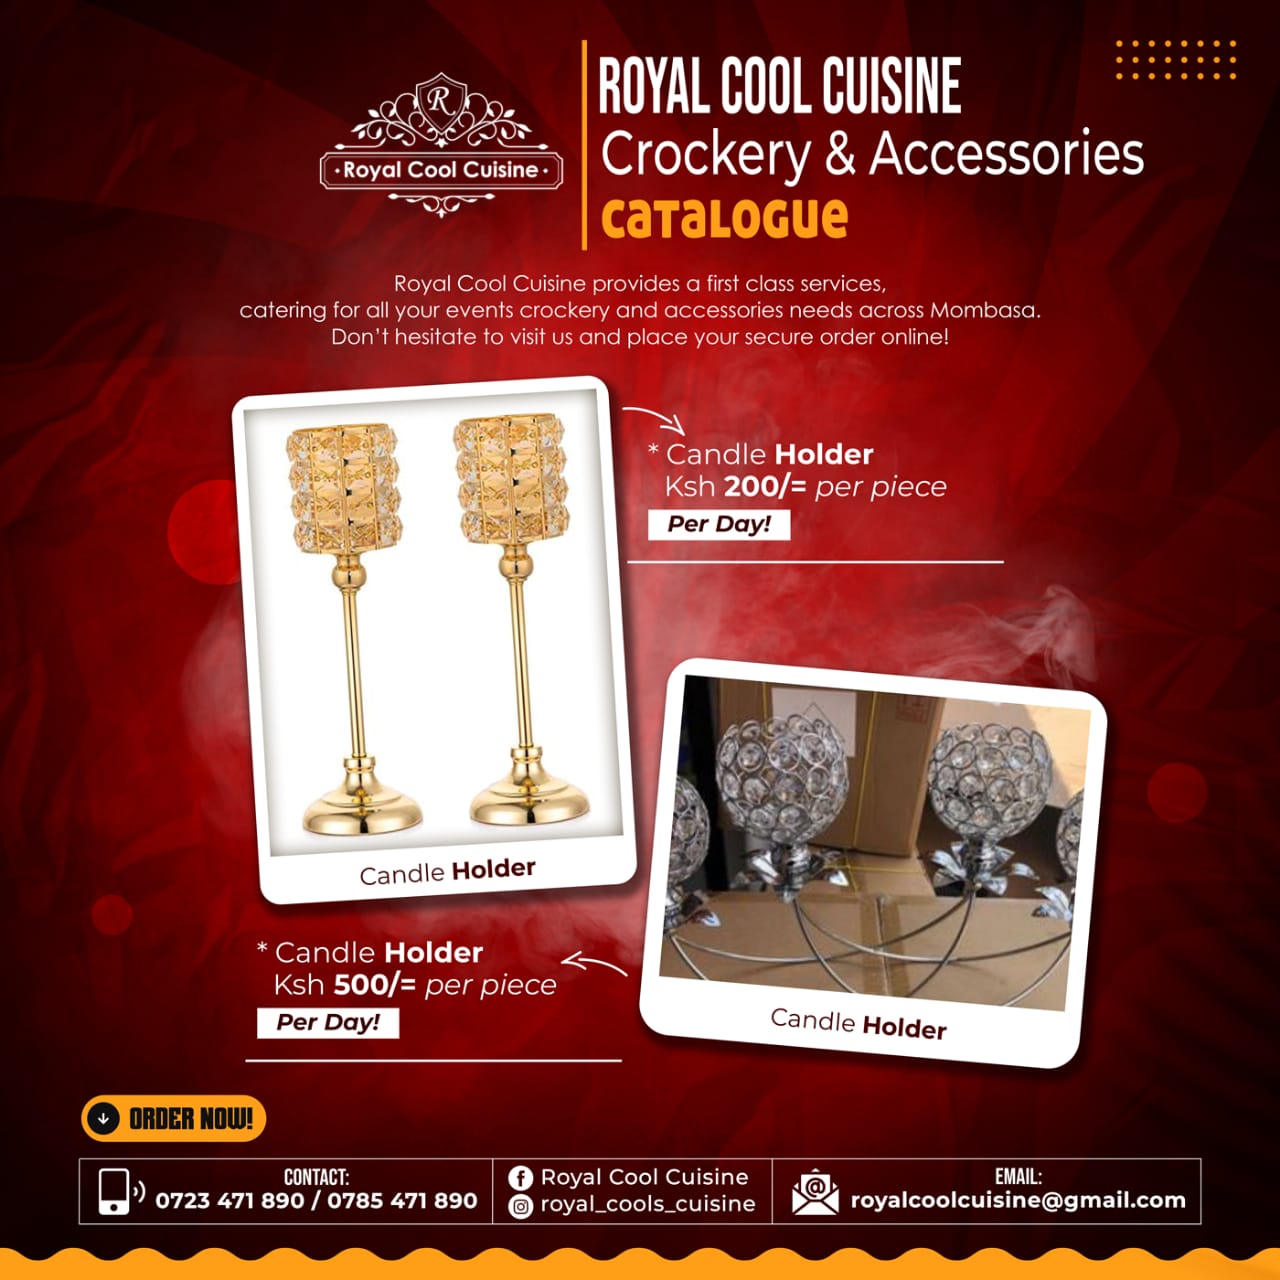 R
Royal Cool Cuisine
ROYAL COOL CUISINE
Crockery & Accessories
CATALOGUE
Royal Cool Cuisine provides a first class services,
catering for all your events crockery and accessories needs across Mombasa.
Don't hesitate to visit us and place your secure order online!
* Candle Holder
Ksh 200/= per piece
Per Day!
Candle Holder
* Candle Holder
Ksh 500/= per piece
Per Day!
Candle Holder
ORDER NOW!
CONTACT:
0723 471 890 / 0785 471 890
Royal Cool Cuisine
royal_cools_cuisine
EMAIL:
royalcoolcuisine@gmail.com